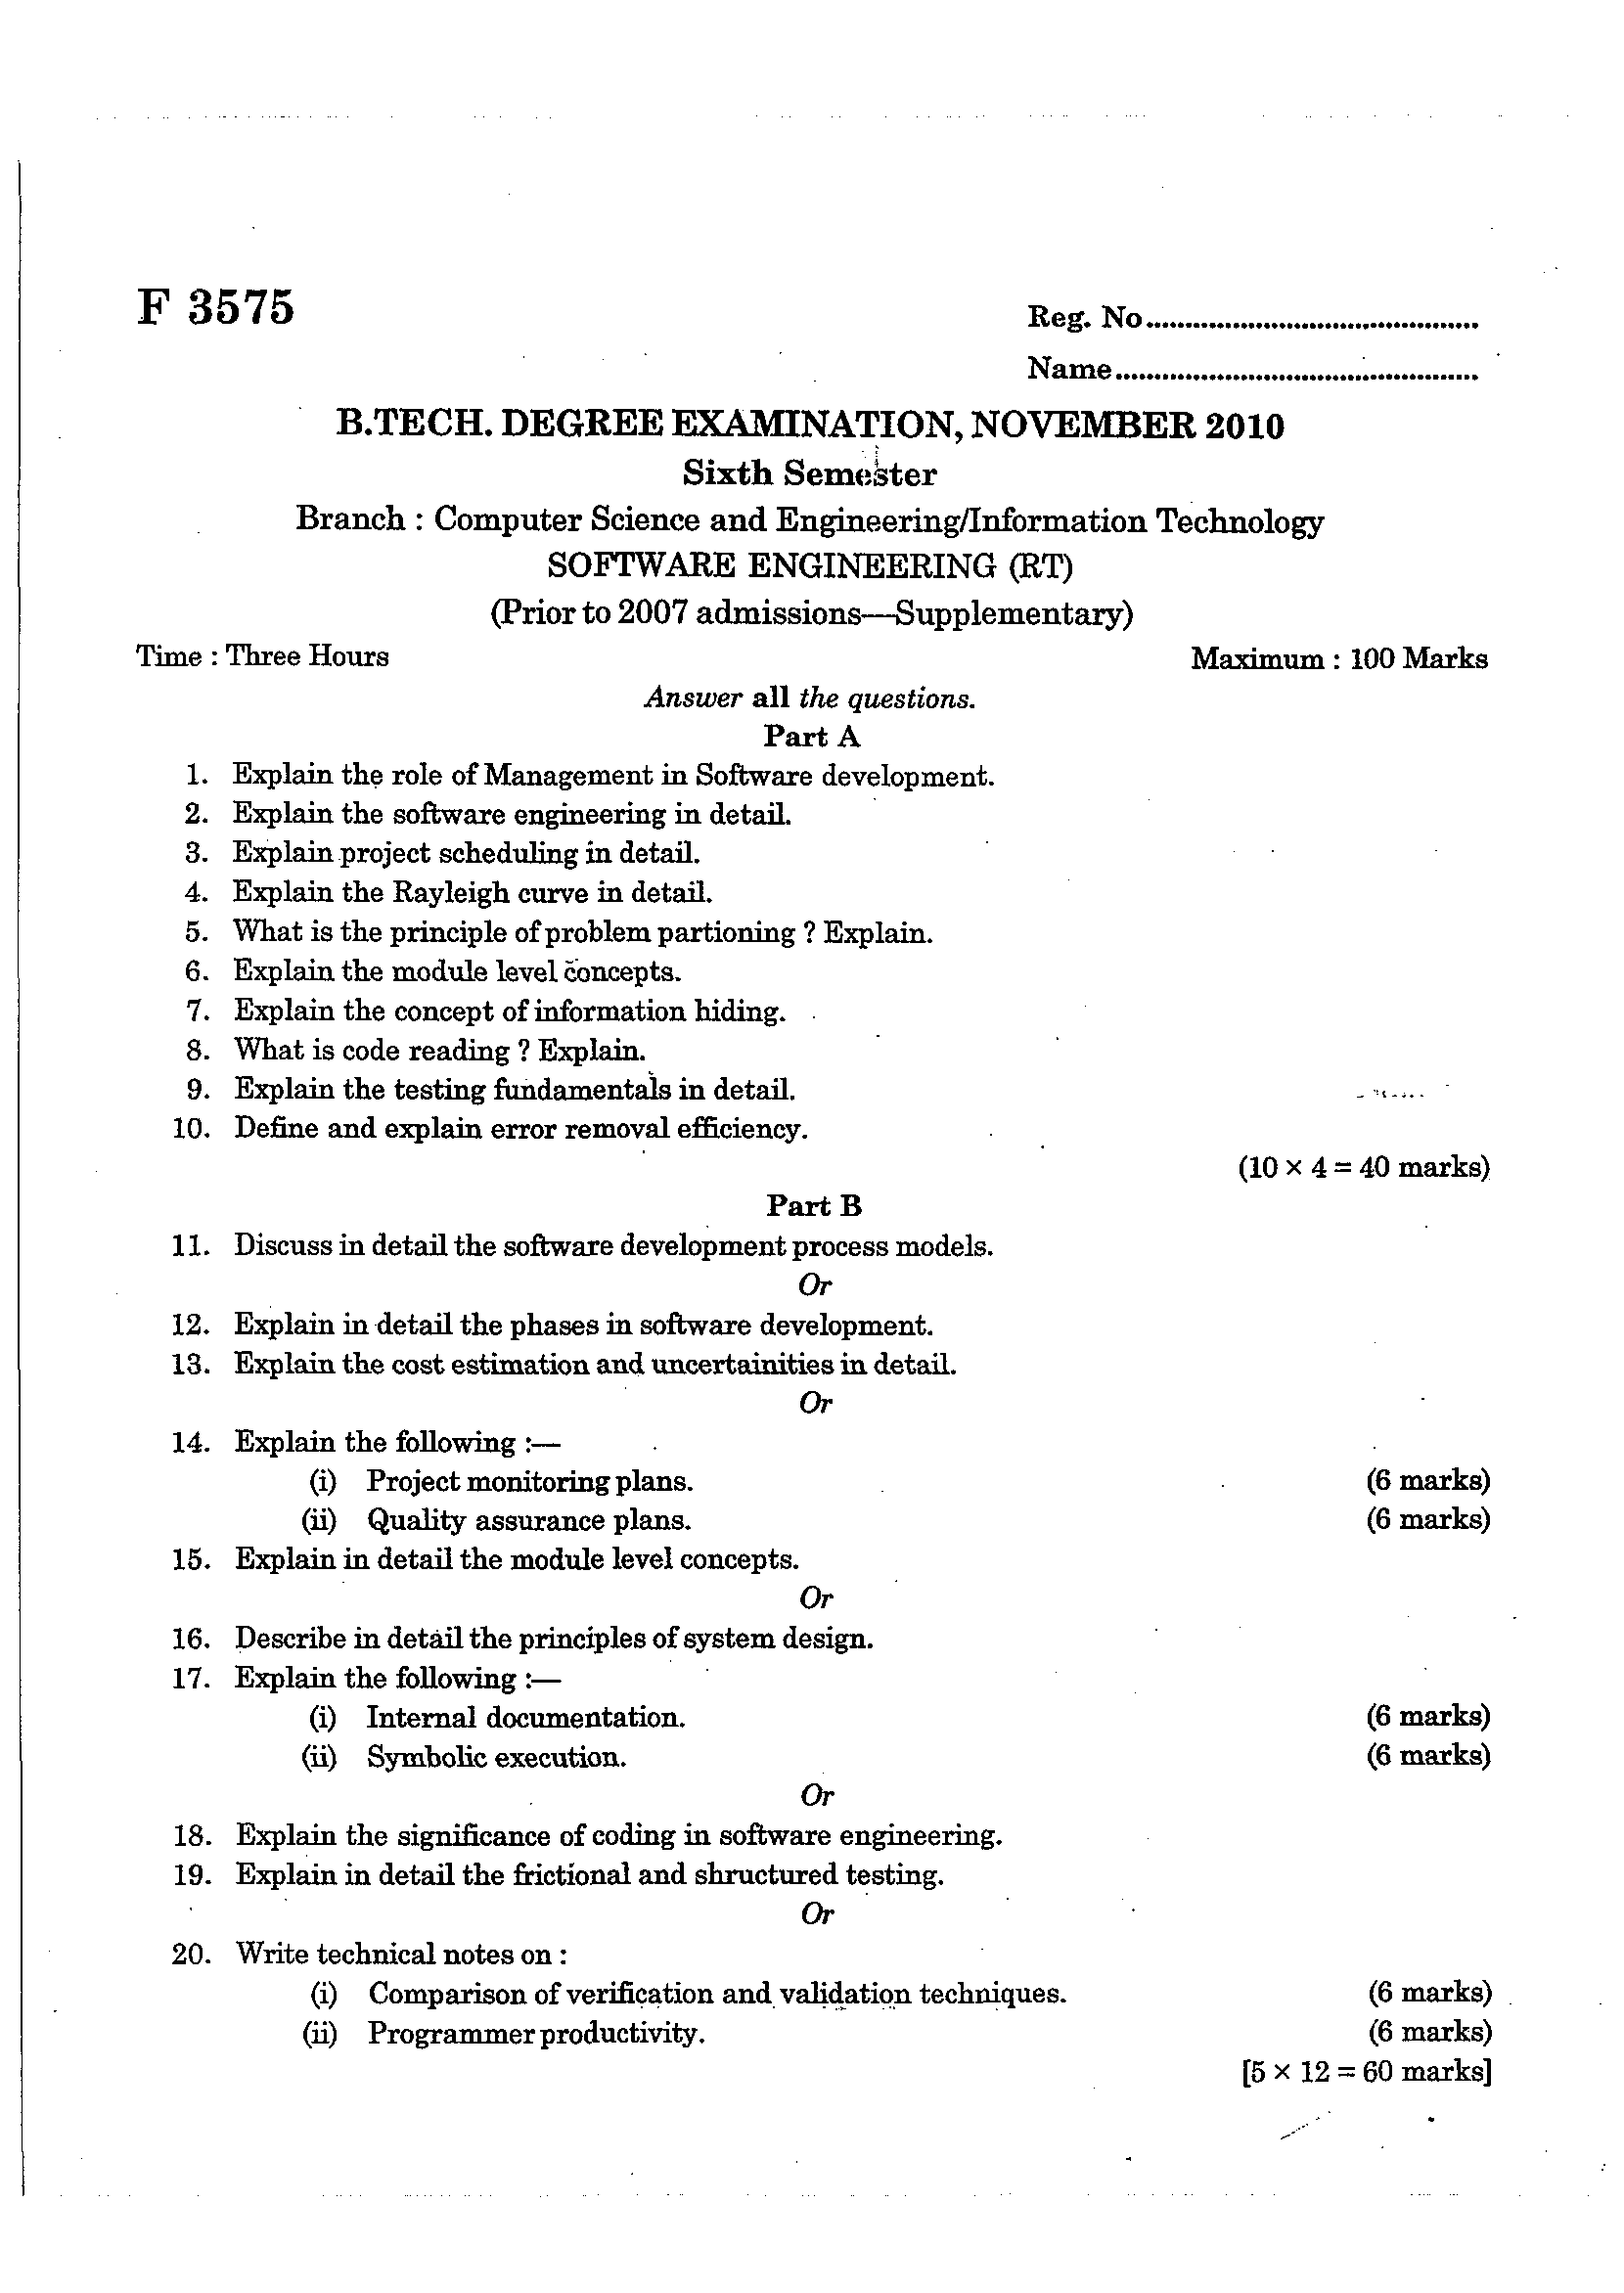 F 3575
Reg. No..........................................
Name..............................................
B.TECH. DEGREE EXAMINATION, NOVEMBER 2010
Sixth Semester
Branch : Computer Science and Engineering/Information Technology
SOFTWARE ENGINEERING (RT)
(Prior to 2007 admissions—Supplementary)
Time : Three Hours Maximum : 100 Marks
Answer all the questions.
Part A
1. Explain the role of Management in Software development.
2. Explain the software engineering in detail.
3. Explain project scheduling in detail.
4. Explain the Rayleigh curve in detail.
5. What is the principle of problem partioning ? Explain.
6. Explain the module level concepts.
7. Explain the concept of information hiding.
8. What is code reading ? Explain.
9. Explain the testing fundamentals in detail.
10. Define and explain error removal efficiency.
(10 × 4 = 40 marks)
Part B
11. Discuss in detail the software development process models.
Or
12. Explain in detail the phases in software development.
13. Explain the cost estimation and uncertainities in detail.
Or
14. Explain the following :—
(i) Project monitoring plans. (6 marks)
(ii) Quality assurance plans. (6 marks)
15. Explain in detail the module level concepts.
Or
16. Describe in detail the principles of system design.
17. Explain the following :—
(i) Internal documentation. (6 marks)
(ii) Symbolic execution. (6 marks)
Or
18. Explain the significance of coding in software engineering.
19. Explain in detail the frictional and shructured testing.
Or
20. Write technical notes on :
(i) Comparison of verification and validation techniques. (6 marks)
(ii) Programmer productivity. (6 marks)
[5 × 12 = 60 marks]